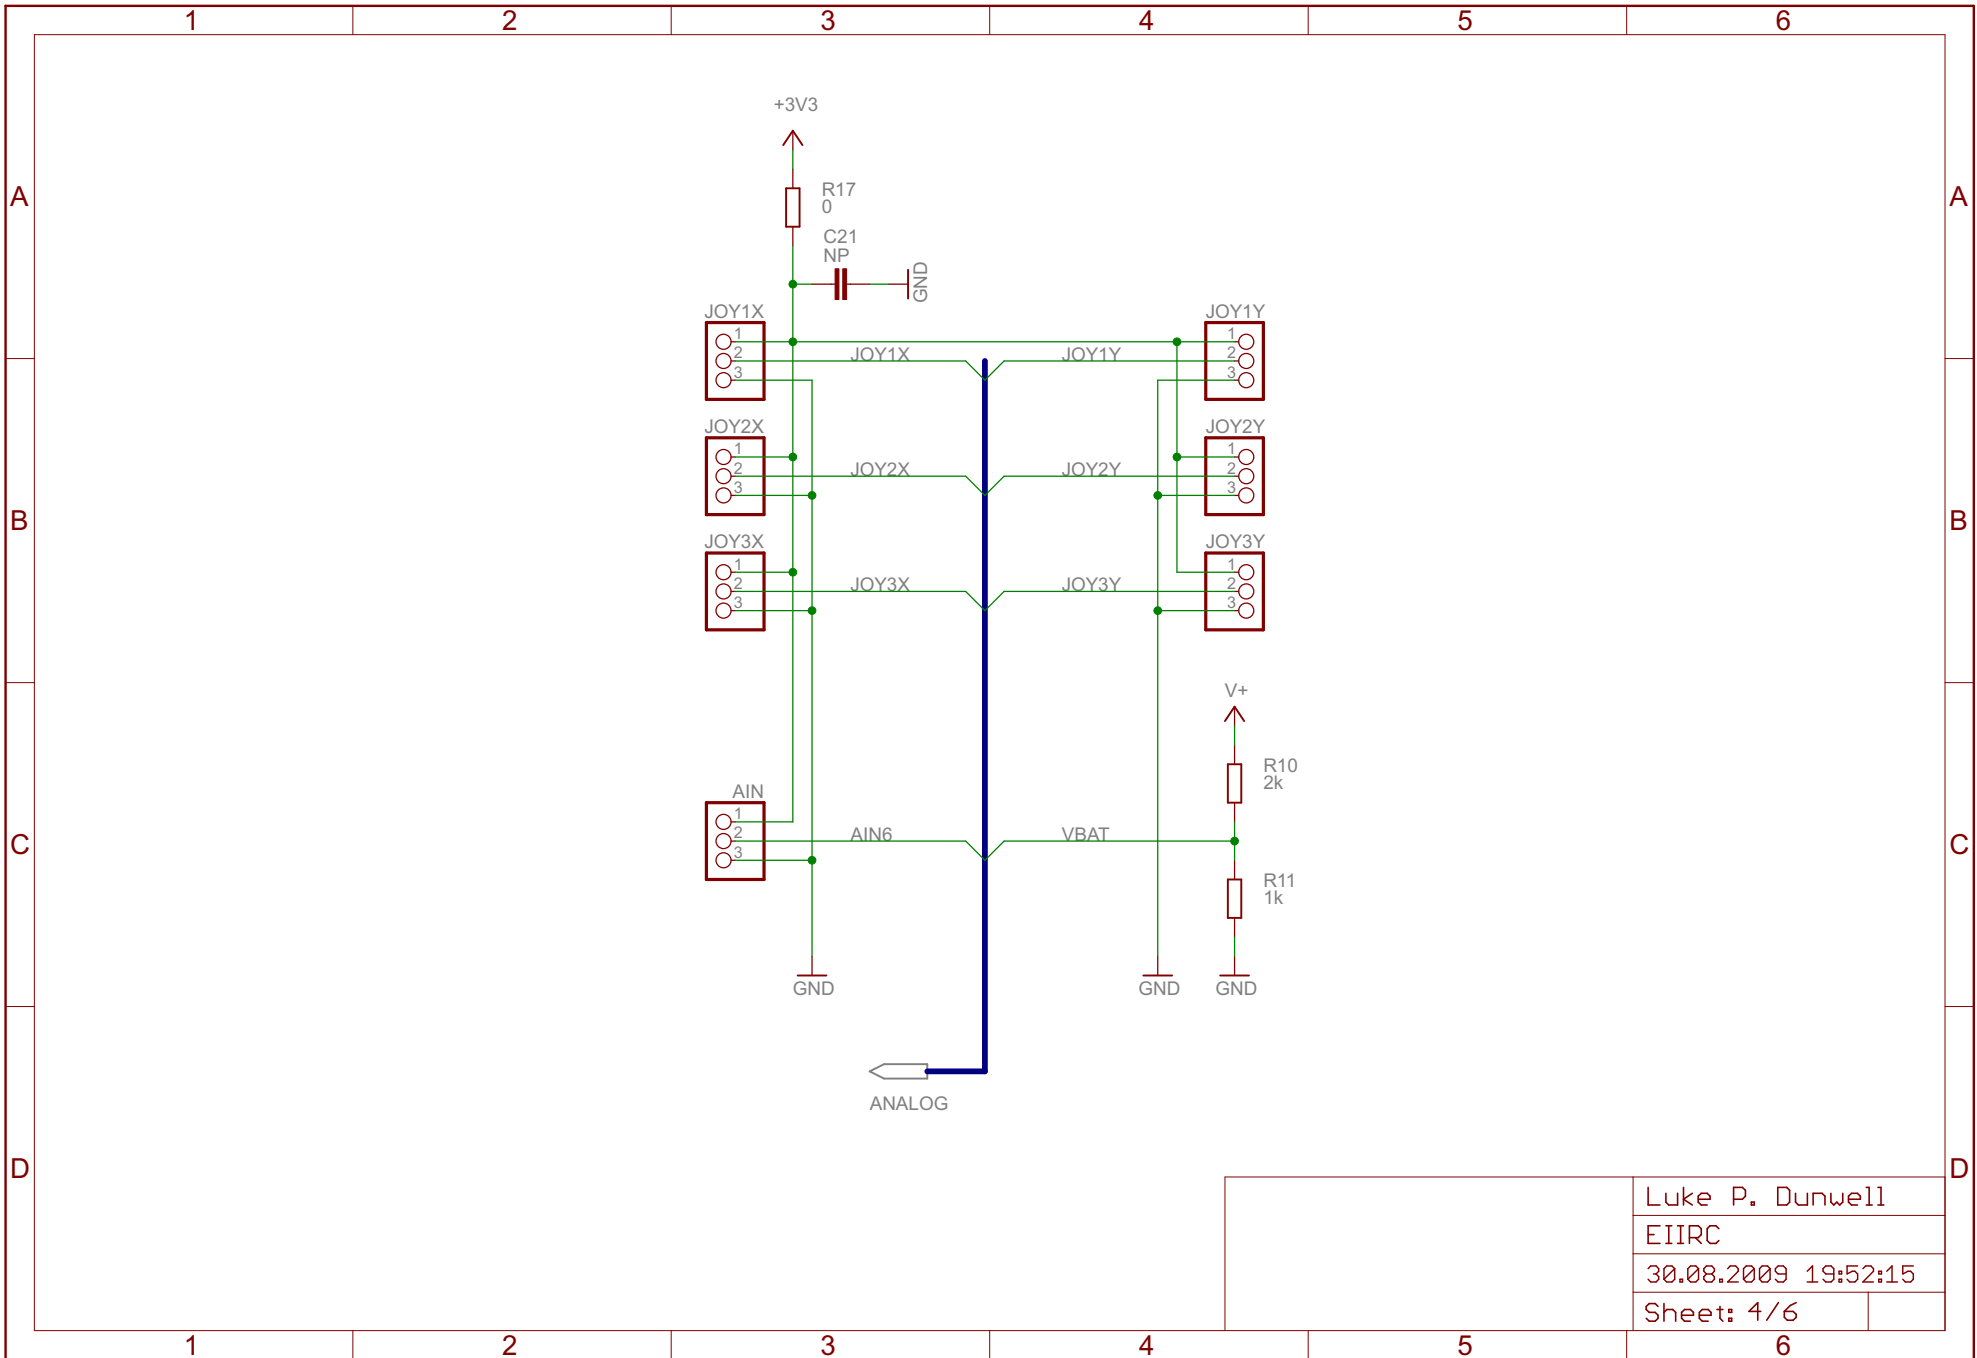 1 2 3 4 5 6
+3V3
A A
R17
0
C21
NP
GND
JOY1X JOY1Y
1 1
JOY1X JOY1Y
2 2
3 3
JOY2X JOY2Y
1 1
JOY2X JOY2Y
2 2
3 3
B B
JOY3X JOY3Y
1 1
JOY3X JOY3Y
2 2
3 3
V+
R10
2k
AIN
1
2
AIN6 VBAT
3
C C
R11
1k
GND GND GND
ANALOG
D D
Luke P. Dunwell
EIIRC
30.08.2009 19:52:15
Sheet: 4/6
1 2 3 4 5 6